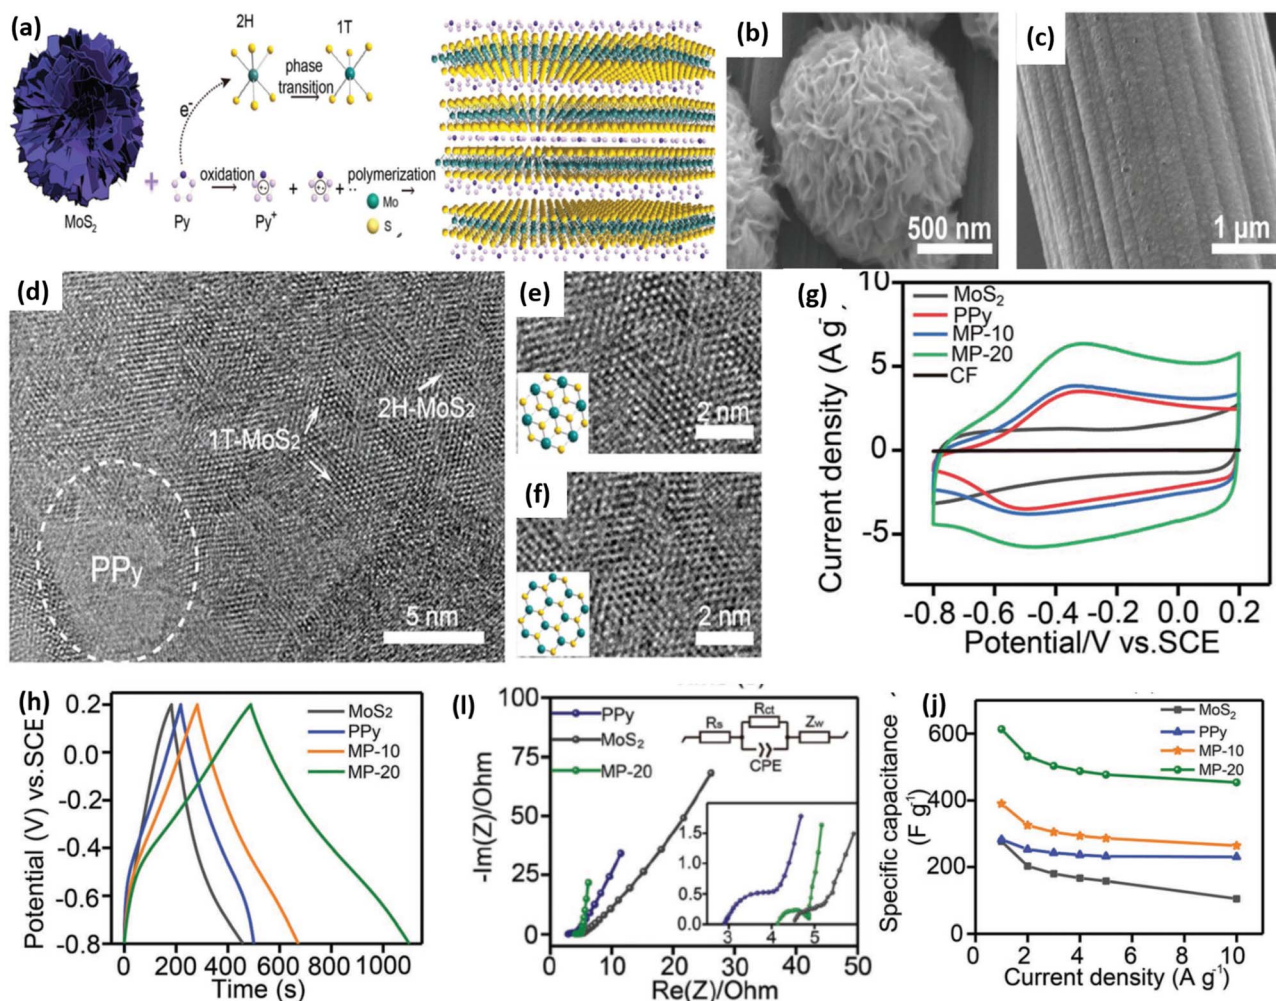 (a)
2H
1T
phase
transition
e-
oxidation
polymerization
+
+
+
..
MoS2
Py
Py+
Mo
S
(b)
500 nm
(c)
1 μm
(d)
2H-MoS2
1T-MoS2
PPy
5 nm
(e)
2 nm
(f)
2 nm
(g)
MoS2
PPy
MP-10
MP-20
CF
Current density (A g-
10
5
0
-5
-0.8 -0.6 -0.4 -0.2 0.0 0.2
Potential/V vs.SCE
(h)
MoS2
PPy
MP-10
MP-20
Potential (V) vs.SCE
0.2
0.0
-0.2
-0.4
-0.6
-0.8
0 200 400 600 800 1000
Time (s)
(l)
PPy
MoS2
MP-20
Rs
Rct
CPE
Zw
-Im(Z)/Ohm
100
75
50
25
0
0 10 20 30 40 50
Re(Z)/Ohm
1.5
1.0
0.5
0.0
3 4 5
(j)
MoS2
PPy
MP-10
MP-20
Specific capacitance
(F g-1)
600
400
200
0
0 2 4 6 8 10
Current density (A g-1)